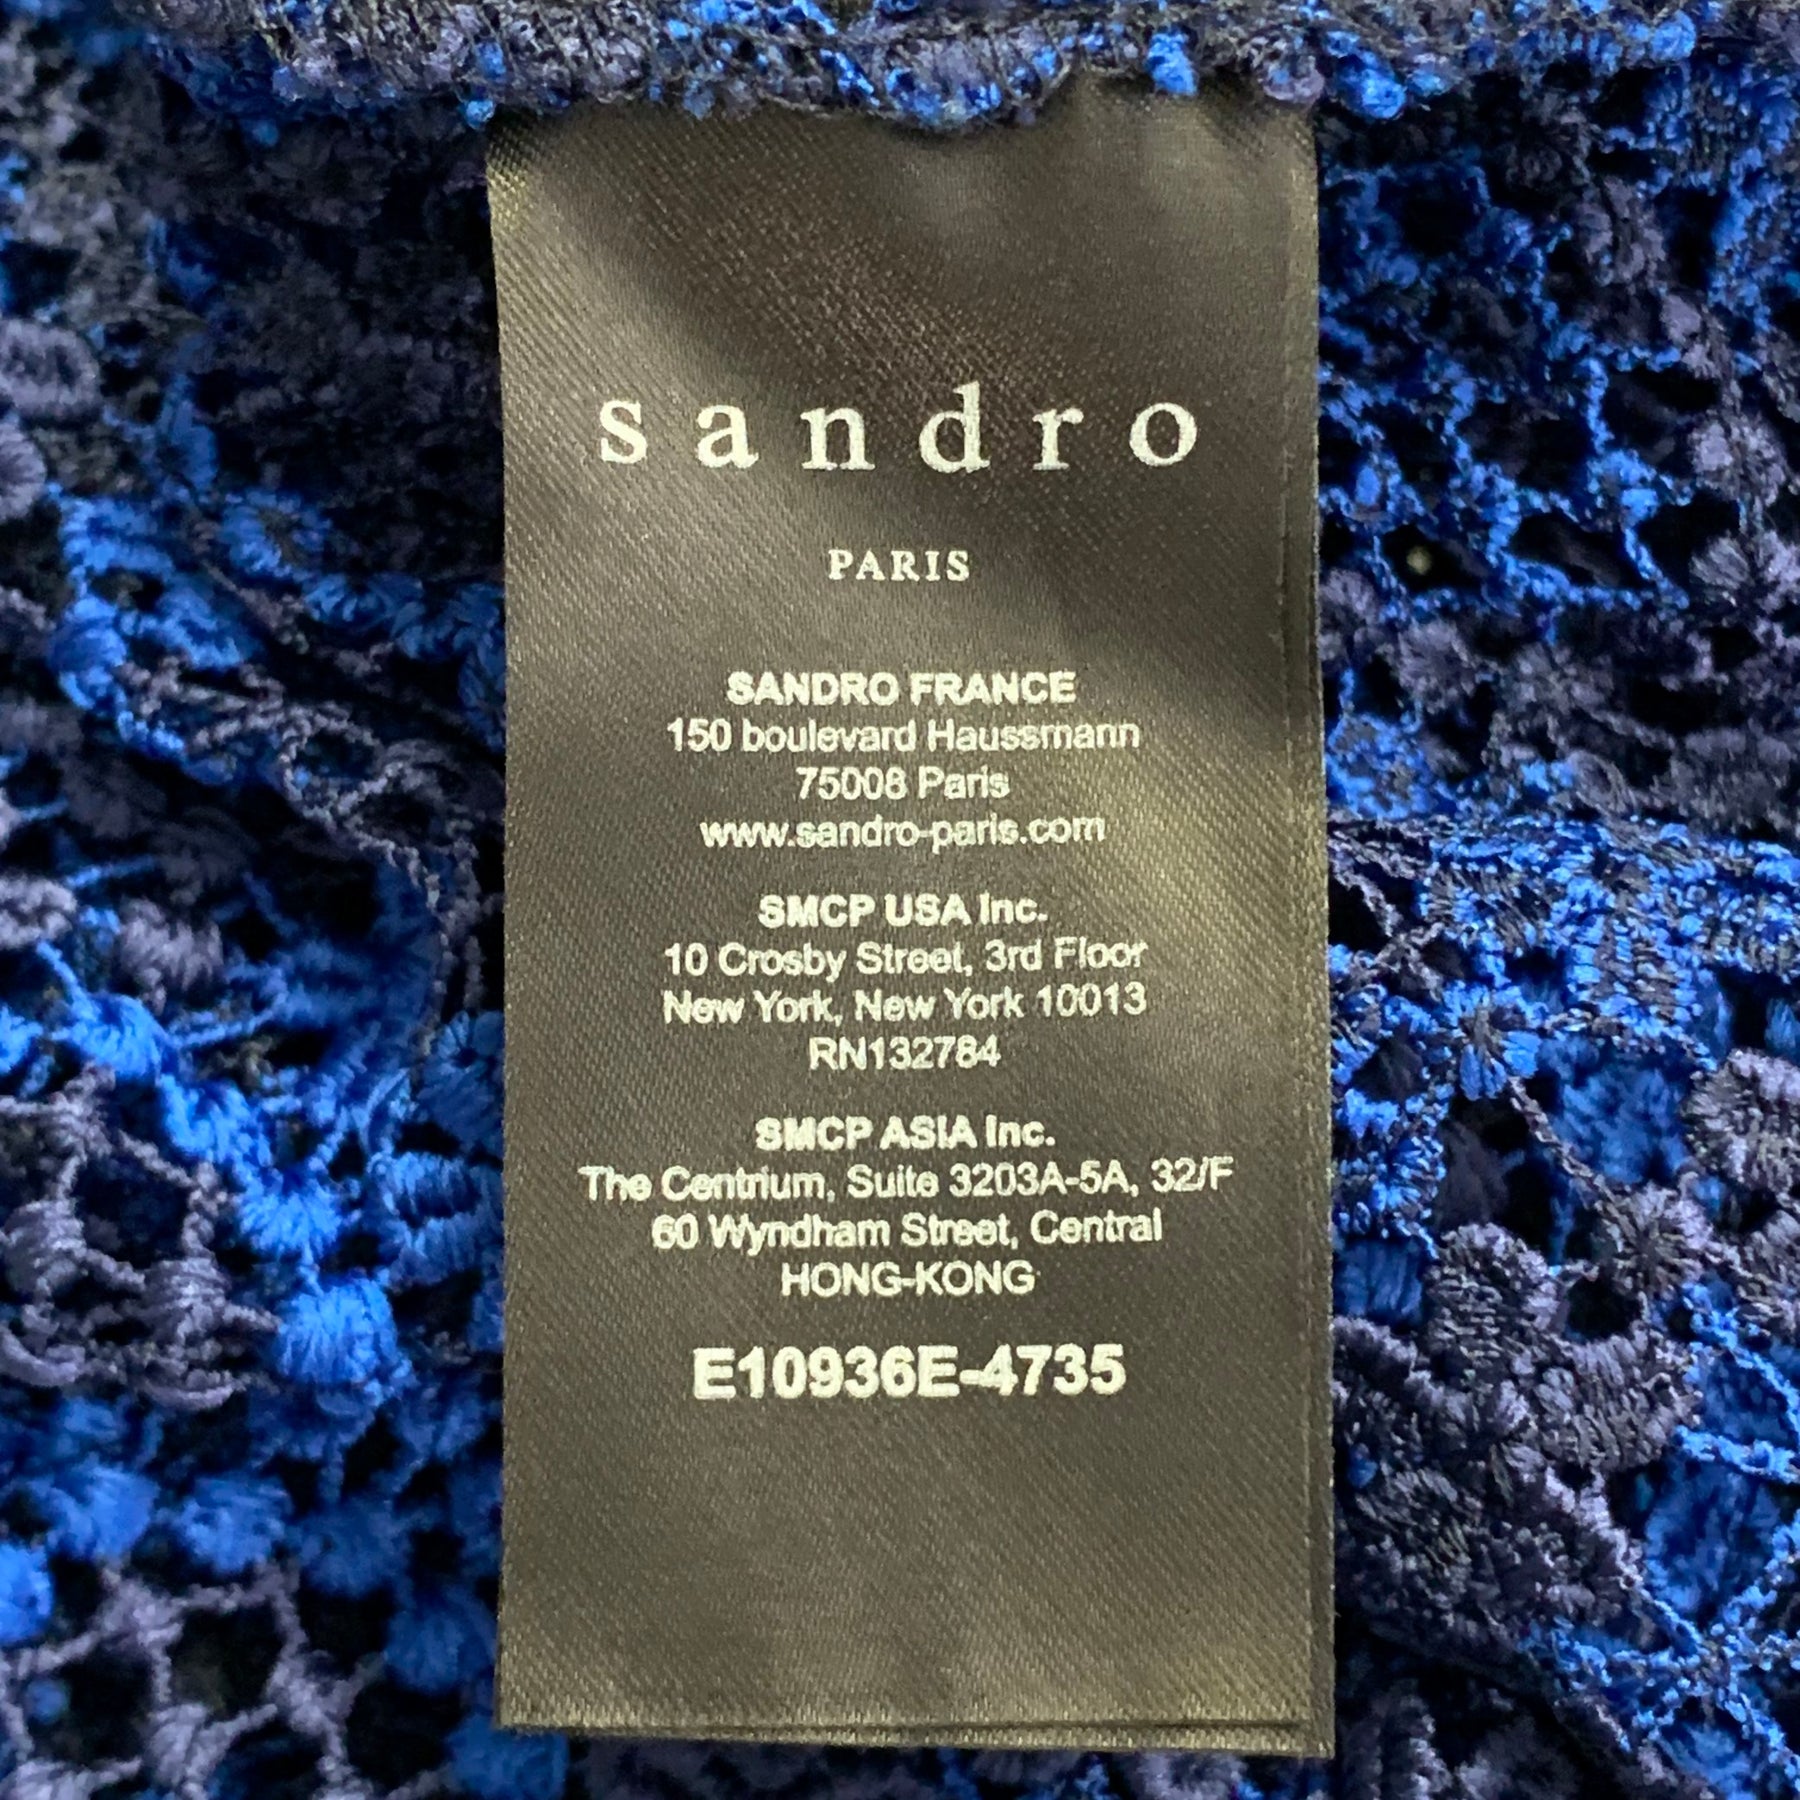 sandro
PARIS
SANDRO FRANCE
150 boulevard Haussmann
75008 Paris
www.sandro-paris.com
SMCP USA Inc.
10 Crosby Street, 3rd Floor
New York, New York 10013
RN132784
SMCP ASIA Inc.
The Centrium, Suite 3203A-5A, 32/F
60 Wyndham Street, Central
HONG-KONG
E10936E-4735